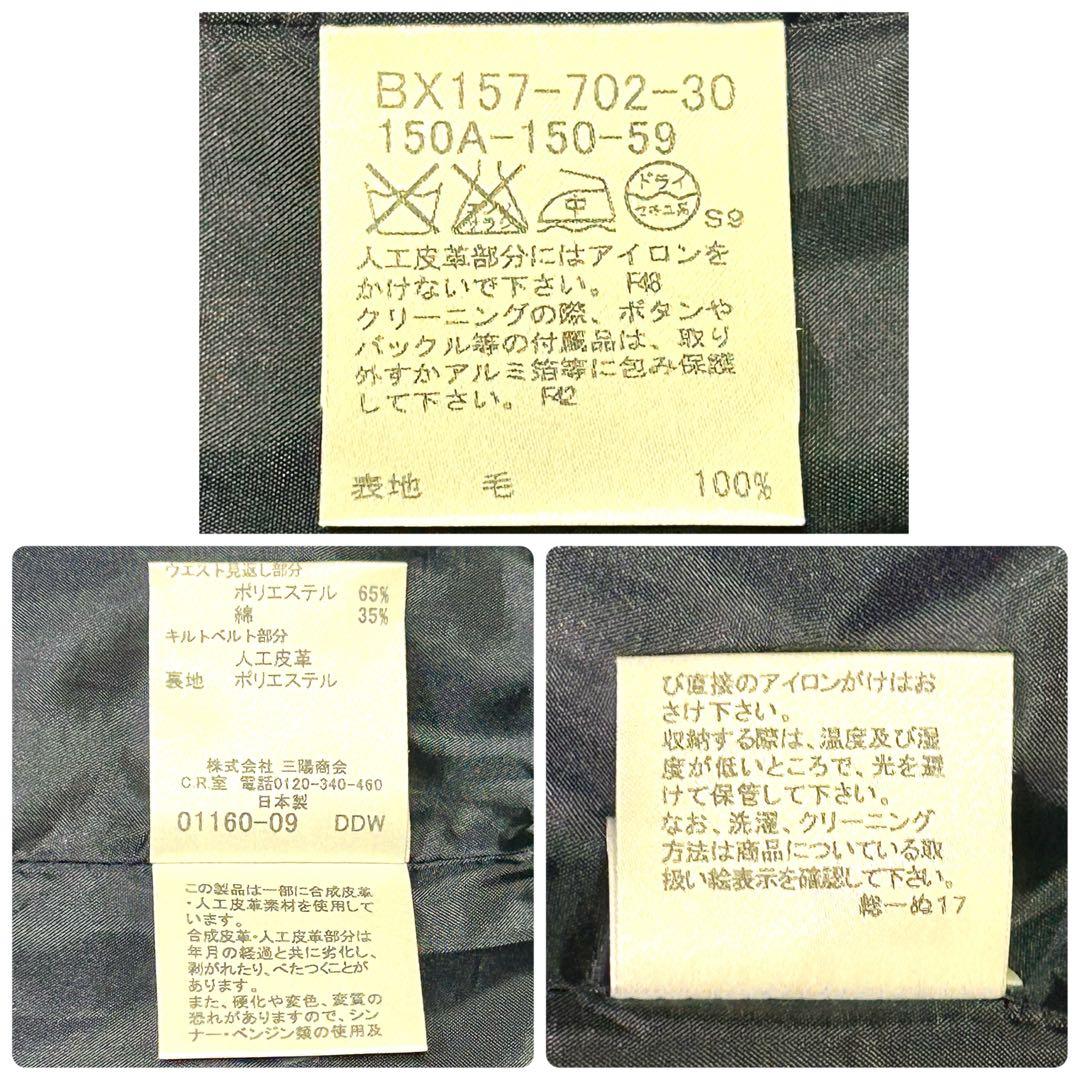 BX157-702-30
150A-150-59
中
ドライ
セキユ系
S9
人工皮革部分にはアイロンを
かけないで下さい。 F48
クリーニングの際、ボタンや
バックル等の付属品は、取り
外すかアルミ箔等に包み保護
して下さい。 F42
表地 毛 100%
ウエスト見返し部分
ポリエステル 65%
綿 35%
キルトベルト部分
人工皮革
裏地 ポリエステル
株式会社 三陽商会
C.R.室 電話0120-340-460
日本製
01160-09 DDW
この製品は一部に合成皮革
・人工皮革素材を使用して
います。
合成皮革・人工皮革部分は
年月の経過と共に劣化し、
剥がれたり、べたつくことが
あります。
また、硬化や変色、変質の
恐れがありますので、シン
ナー・ベンジン類の使用及
び直接のアイロンがけはお
さけ下さい。
収納する際は、温度及び湿
度が低いところで、光を避
けて保管して下さい。
なお、洗濯、クリーニング
方法は商品についている取
扱い絵表示を確認して下さい。
総ーぬ17